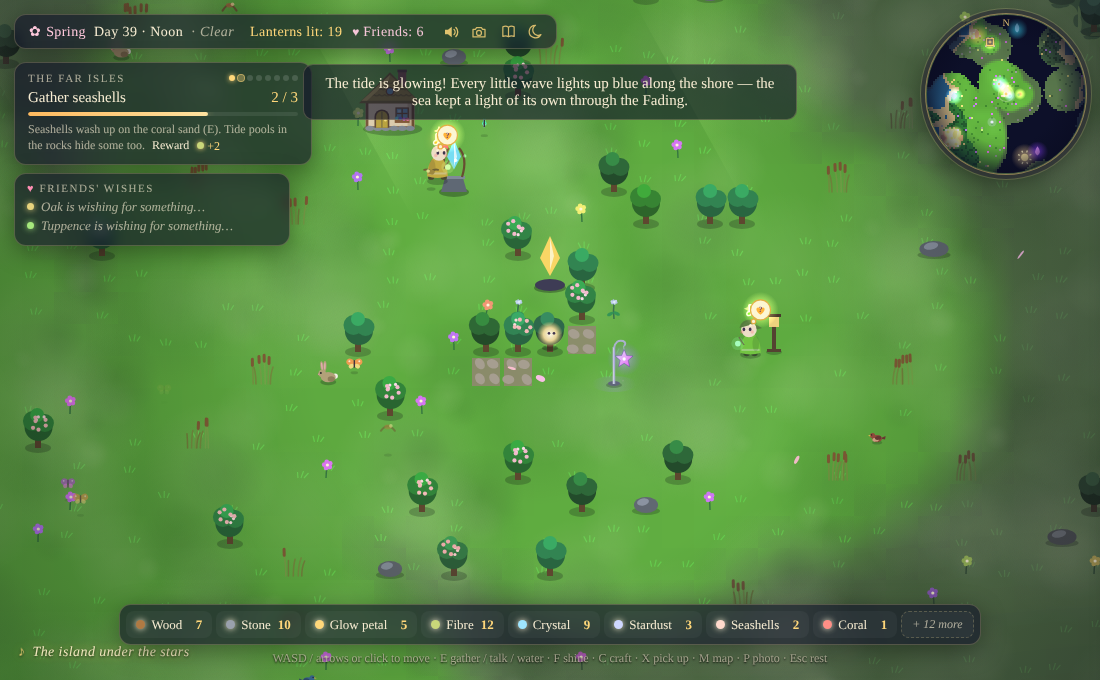 ✿ Spring Day 39 · Noon · Clear Lanterns lit: 19 ♥ Friends: 6
N
THE FAR ISLES
Gather seashells 2 / 3
Seashells wash up on the coral sand (E). Tide pools in
the rocks hide some too. Reward +2
The tide is glowing! Every little wave lights up blue along the shore — the
sea kept a light of its own through the Fading.
♥ FRIENDS' WISHES
Oak is wishing for something…
Tuppence is wishing for something…
Wood 7 Stone 10 Glow petal 5 Fibre 12 Crystal 9 Stardust 3 Seashells 2 Coral 1 + 12 more
♪ The island under the stars
WASD / arrows or click to move · E gather / talk / water · F shine · C craft · X pick up · M map · P photo · Esc rest